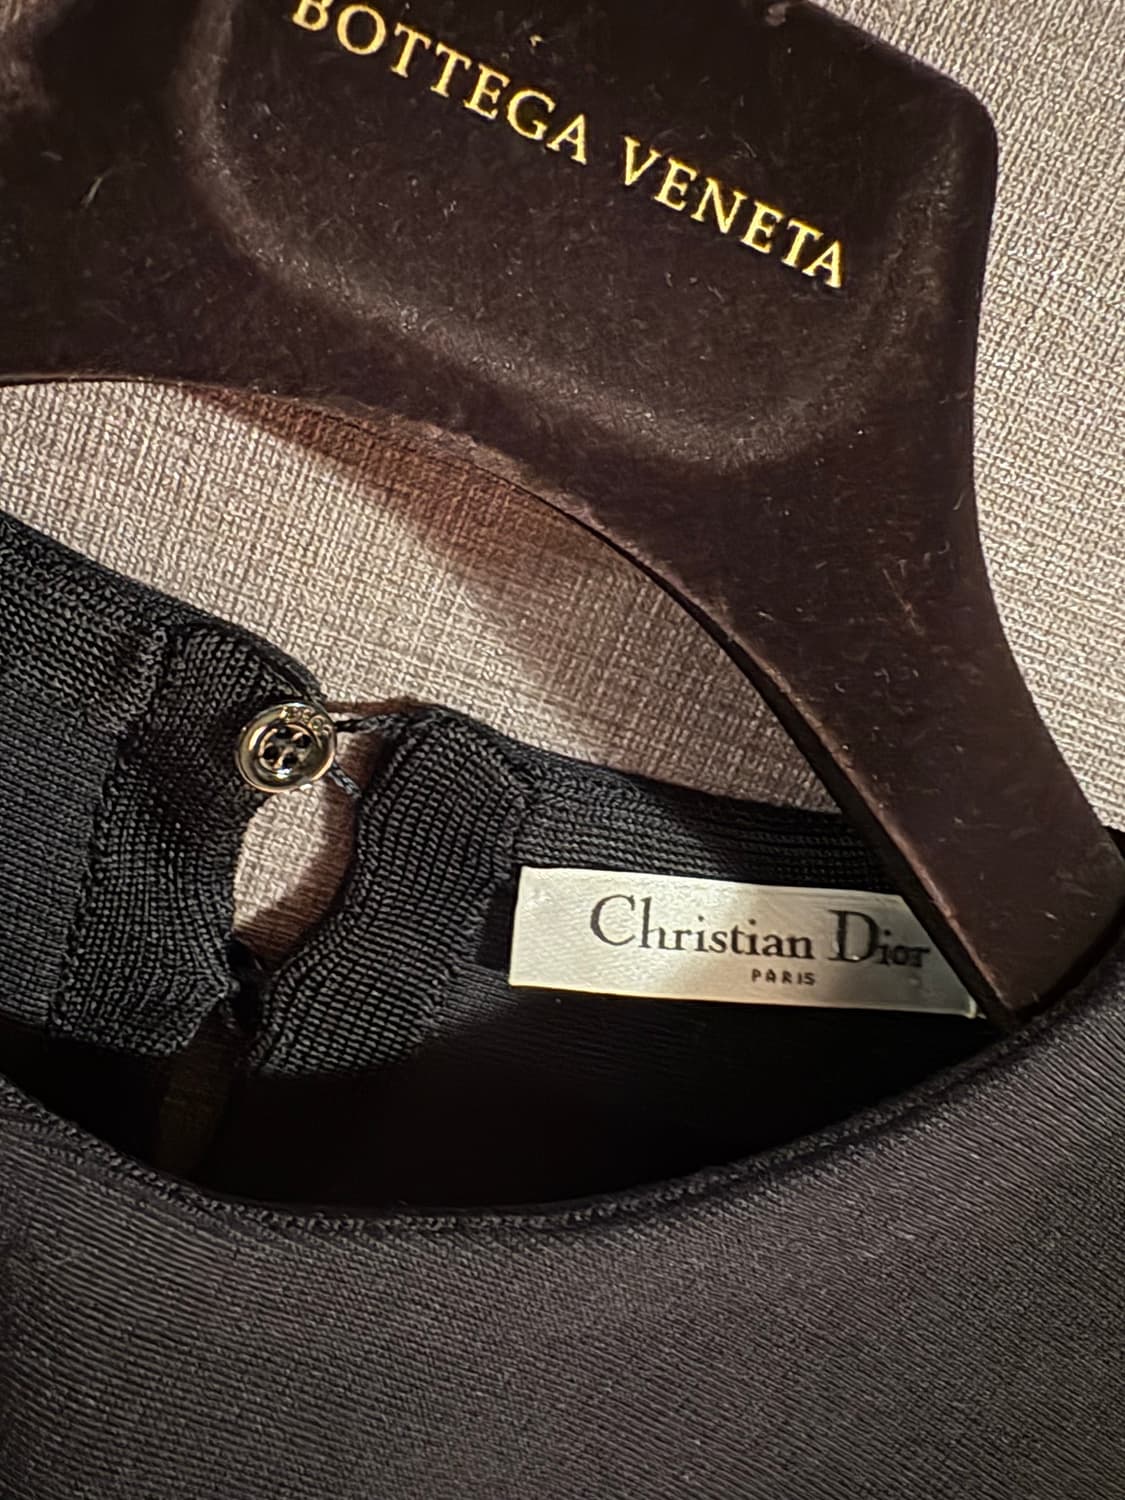 BOTTEGA VENETA
Christian Dior
PARIS